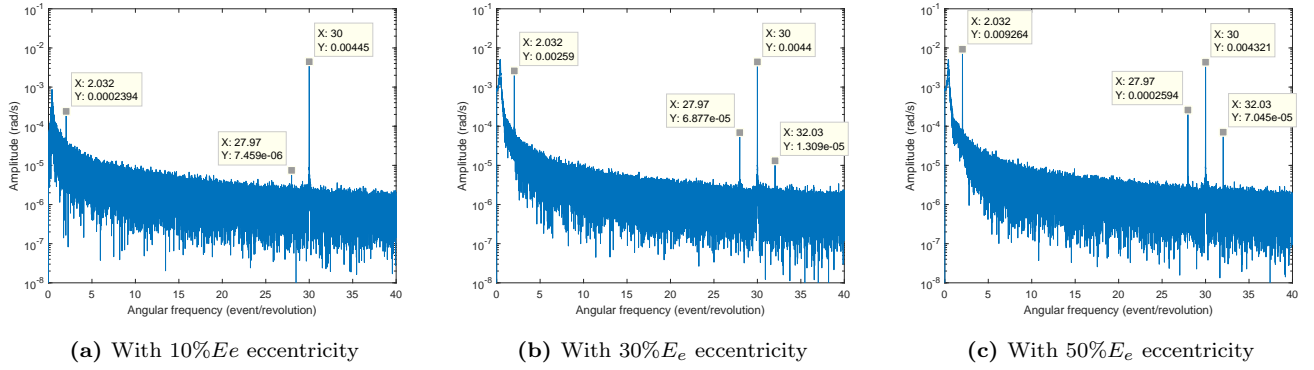 10^-1
10^-2
10^-3
10^-4
10^-5
10^-6
10^-7
10^-8
Amplitude (rad/s)
X: 2.032
Y: 0.0002394
X: 27.97
Y: 7.459e-06
X: 30
Y: 0.00445
0 5 10 15 20 25 30 35 40
Angular frequency (event/revolution)
(a) With 10%Ee eccentricity
10^-1
10^-2
10^-3
10^-4
10^-5
10^-6
10^-7
10^-8
Amplitude (rad/s)
X: 2.032
Y: 0.00259
X: 27.97
Y: 6.877e-05
X: 30
Y: 0.0044
X: 32.03
Y: 1.309e-05
0 5 10 15 20 25 30 35 40
Angular frequency (event/revolution)
(b) With 30%E_e eccentricity
10^-1
10^-2
10^-3
10^-4
10^-5
10^-6
10^-7
10^-8
Amplitude (rad/s)
X: 2.032
Y: 0.009264
X: 27.97
Y: 0.0002594
X: 30
Y: 0.004321
X: 32.03
Y: 7.045e-05
0 5 10 15 20 25 30 35 40
Angular frequency (event/revolution)
(c) With 50%E_e eccentricity